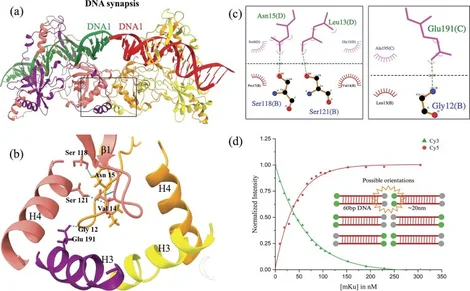 DNA synapsis
(a)
DNA1
DNA1
(b)
β1
Ser 118
Asn 15
Ser 121
Val 14
H4
H4
Gly 12
Glu 191
H3
H3
(c)
Asn15(D)
Leu13(D)
Ser118(B)
Ser121(B)
Glu191(C)
Leu13(B)
Gly12(B)
(d)
Cy3
Cy5
Possible orientations
60bp DNA
~20nm
Normalized Intensity
1.25
1.00
0.75
0.50
0.25
0.00
0
50
100
150
200
250
300
350
[mKu] in nM